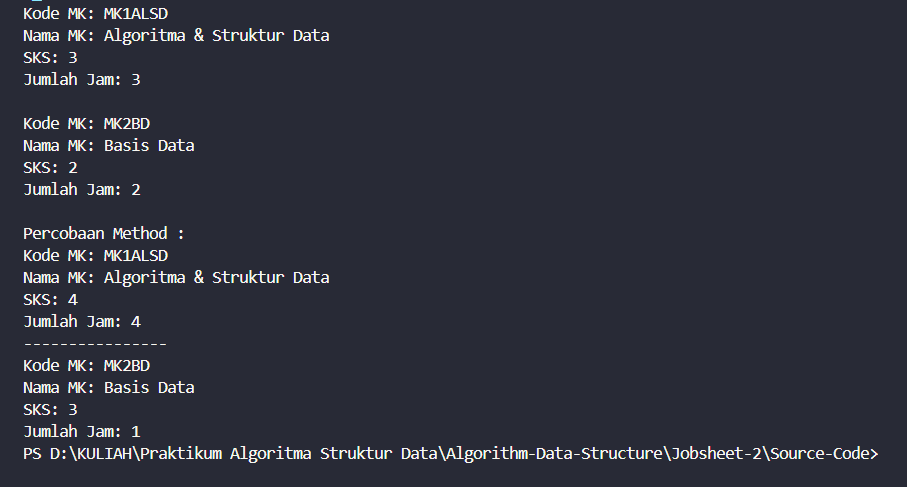 Kode MK: MK1ALSD
Nama MK: Algoritma & Struktur Data
SKS: 3
Jumlah Jam: 3

Kode MK: MK2BD
Nama MK: Basis Data
SKS: 2
Jumlah Jam: 2

Percobaan Method :
Kode MK: MK1ALSD
Nama MK: Algoritma & Struktur Data
SKS: 4
Jumlah Jam: 4
----------------
Kode MK: MK2BD
Nama MK: Basis Data
SKS: 3
Jumlah Jam: 1
PS D:\KULIAH\Praktikum Algoritma Struktur Data\Algorithm-Data-Structure\Jobsheet-2\Source-Code>